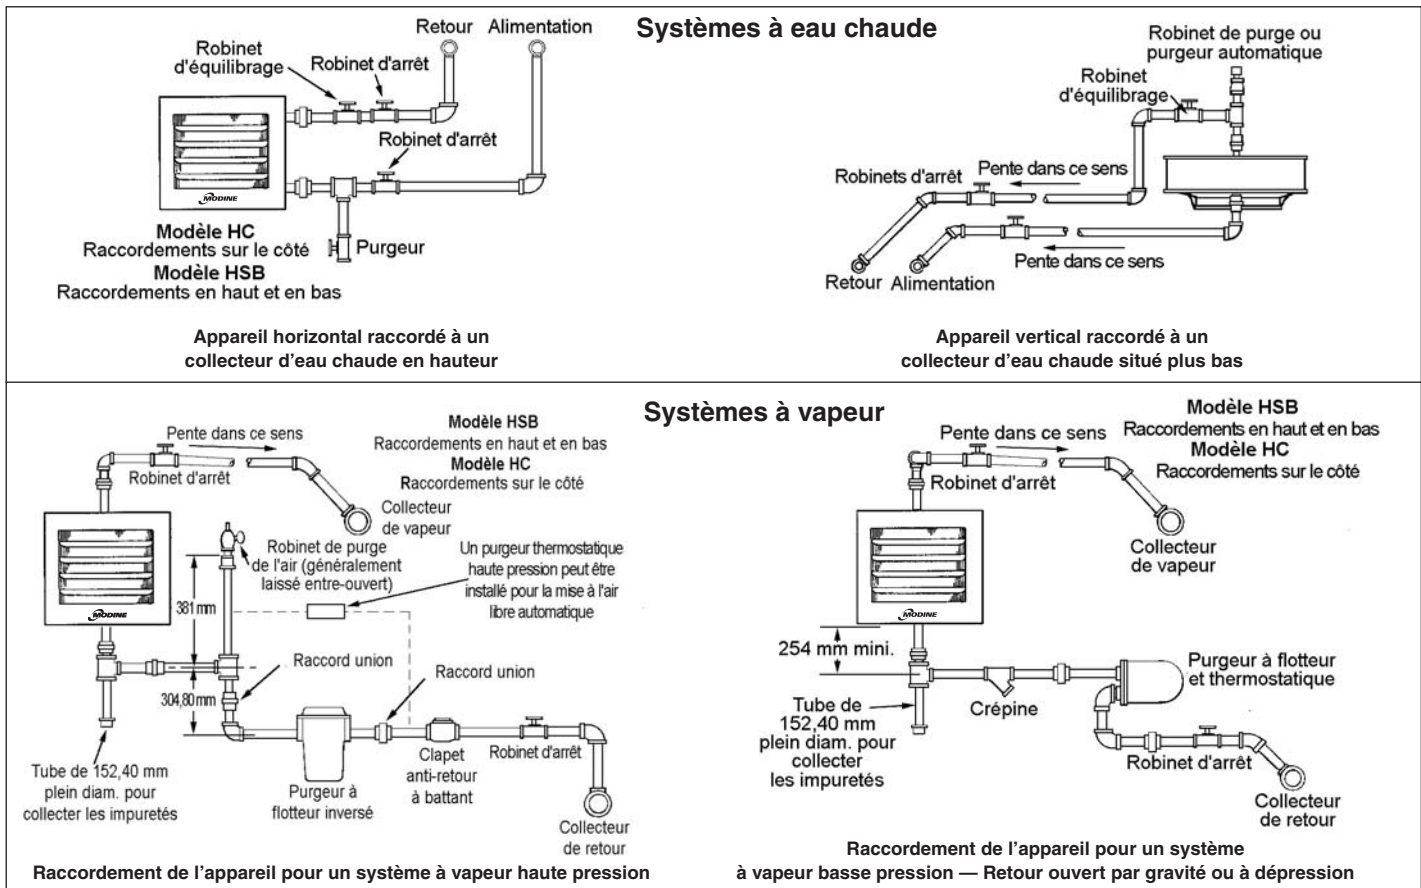 Systèmes à eau chaude
Retour
Alimentation
Robinet
d'équilibrage
Robinet d'arrêt
Robinet d'arrêt
MODINE
Modèle HC
Raccordements sur le côté
Modèle HSB
Raccordements en haut et en bas
Purgeur
Appareil horizontal raccordé à un
collecteur d’eau chaude en hauteur
Robinet de purge ou
purgeur automatique
Robinet
d'équilibrage
Pente dans ce sens
Robinets d'arrêt
Pente dans ce sens
Retour
Alimentation
Appareil vertical raccordé à un
collecteur d’eau chaude situé plus bas
Systèmes à vapeur
Modèle HSB
Raccordements en haut et en bas
Modèle HC
Raccordements sur le côté
Pente dans ce sens
Robinet d'arrêt
Collecteur
de vapeur
Robinet de purge
de l'air (généralement
laissé entre-ouvert)
Un purgeur thermostatique
haute pression peut être
installé pour la mise à l'air
libre automatique
381 mm
MODINE
Raccord union
Raccord union
304,80 mm
Clapet
anti-retour
à battant
Robinet d'arrêt
Tube de 152,40 mm
plein diam. pour
collecter les impuretés
Purgeur à
flotteur inversé
Collecteur
de retour
Raccordement de l’appareil pour un système à vapeur haute pression
Modèle HSB
Raccordements en haut et en bas
Modèle HC
Raccordements sur le côté
Pente dans ce sens
Robinet d'arrêt
Collecteur
de vapeur
MODINE
254 mm mini.
Purgeur à flotteur
et thermostatique
Crépine
Tube de
152,40 mm
plein diam. pour
collecter
les impuretés
Robinet d'arrêt
Collecteur
de retour
Raccordement de l’appareil pour un système
à vapeur basse pression — Retour ouvert par gravité ou à dépression